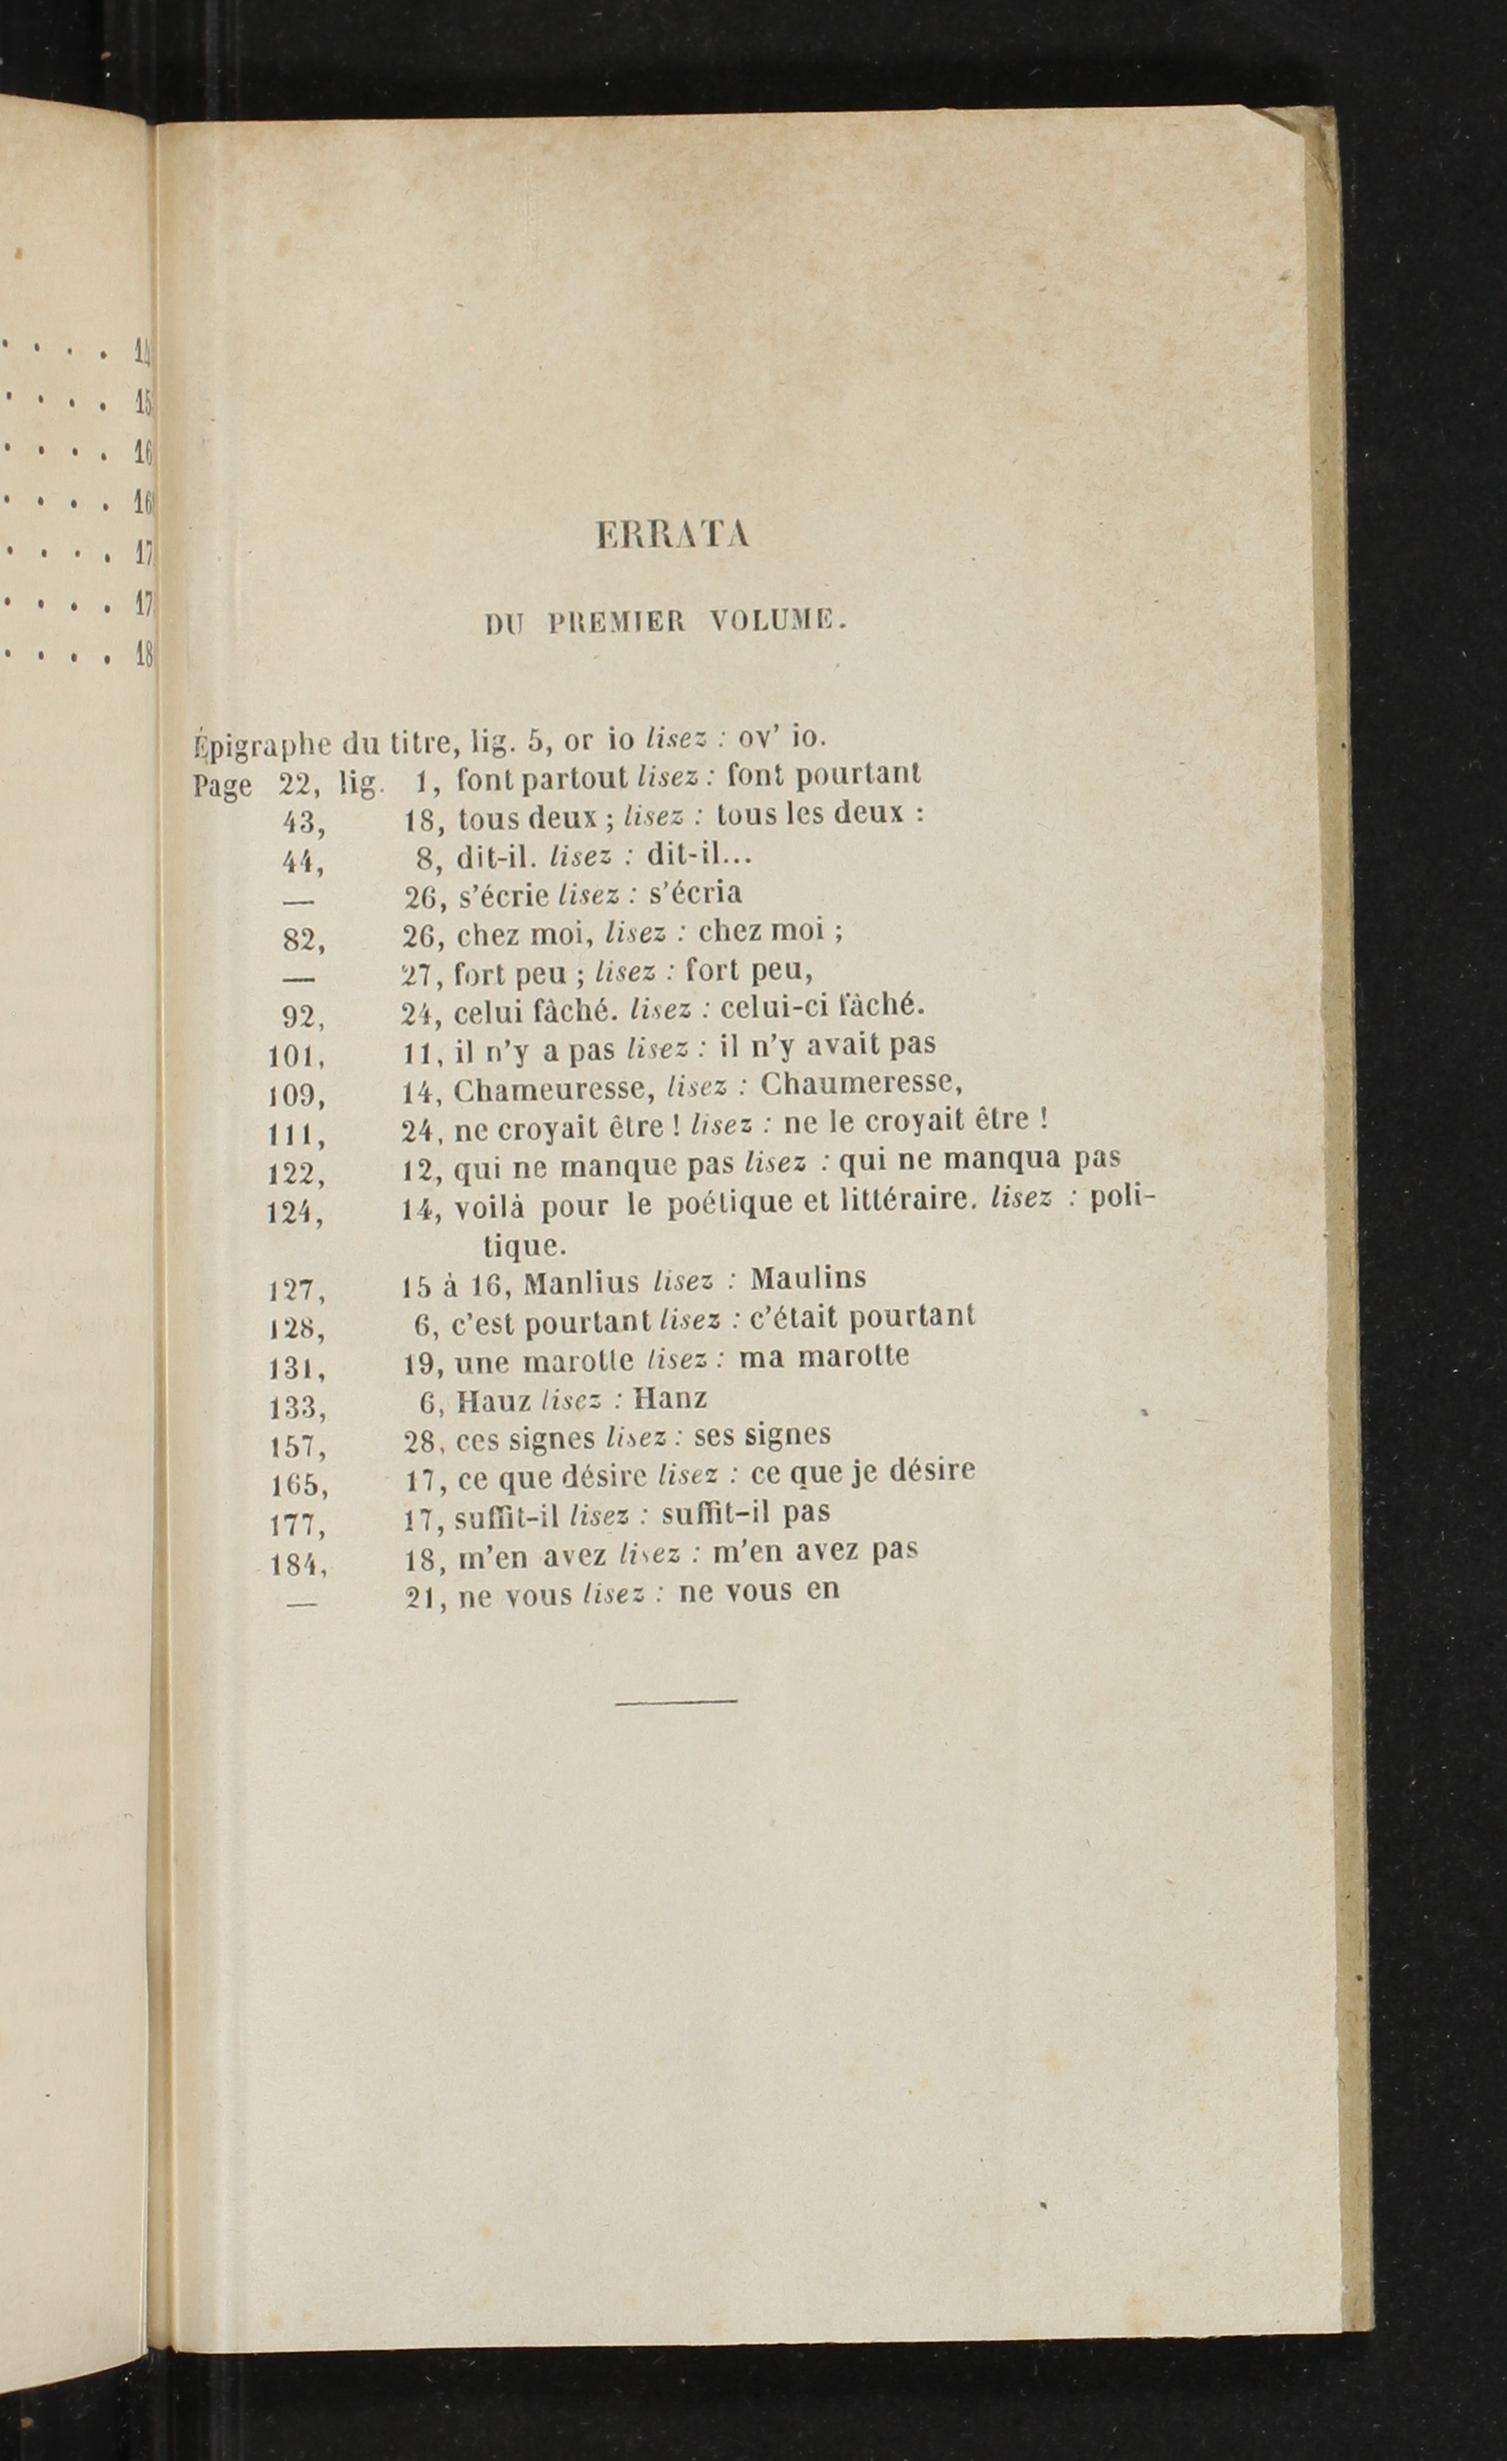 . . . . 14
. . . . 15
. . . . 16
. . . . 16
. . . . 17
. . . . 17
. . . . 18
ERRATA
DU PREMIER VOLUME.
Épigraphe du titre, lig. 5, or io lisez : ov' io.
Page 22, lig. 1, font partout lisez : font pourtant
43, 18, tous deux ; lisez : tous les deux :
44, 8, dit-il. lisez : dit-il...
— 26, s'écrie lisez : s'écria
82, 26, chez moi, lisez : chez moi ;
— 27, fort peu ; lisez : fort peu,
92, 24, celui fâché. lisez : celui-ci fâché.
101, 11, il n'y a pas lisez : il n'y avait pas
109, 14, Chameuresse, lisez : Chaumeresse,
111, 24, ne croyait être ! lisez : ne le croyait être !
122, 12, qui ne manque pas lisez : qui ne manqua pas
124, 14, voilà pour le poétique et littéraire. lisez : poli-
tique.
127, 15 à 16, Manlius lisez : Maulins
128, 6, c'est pourtant lisez : c'était pourtant
131, 19, une marotte lisez : ma marotte
133, 6, Hauz lisez : Hanz
157, 28, ces signes lisez : ses signes
165, 17, ce que désire lisez : ce que je désire
177, 17, suffit-il lisez : suffit-il pas
184, 18, m'en avez lisez : m'en avez pas
— 21, ne vous lisez : ne vous en